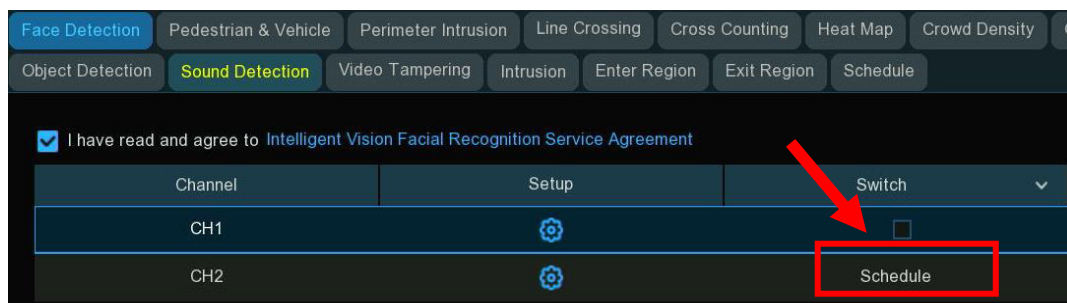 Face Detection Pedestrian & Vehicle Perimeter Intrusion Line Crossing Cross Counting Heat Map Crowd Density
Object Detection Sound Detection Video Tampering Intrusion Enter Region Exit Region Schedule
I have read and agree to Intelligent Vision Facial Recognition Service Agreement
Channel Setup Switch
CH1
CH2 Schedule